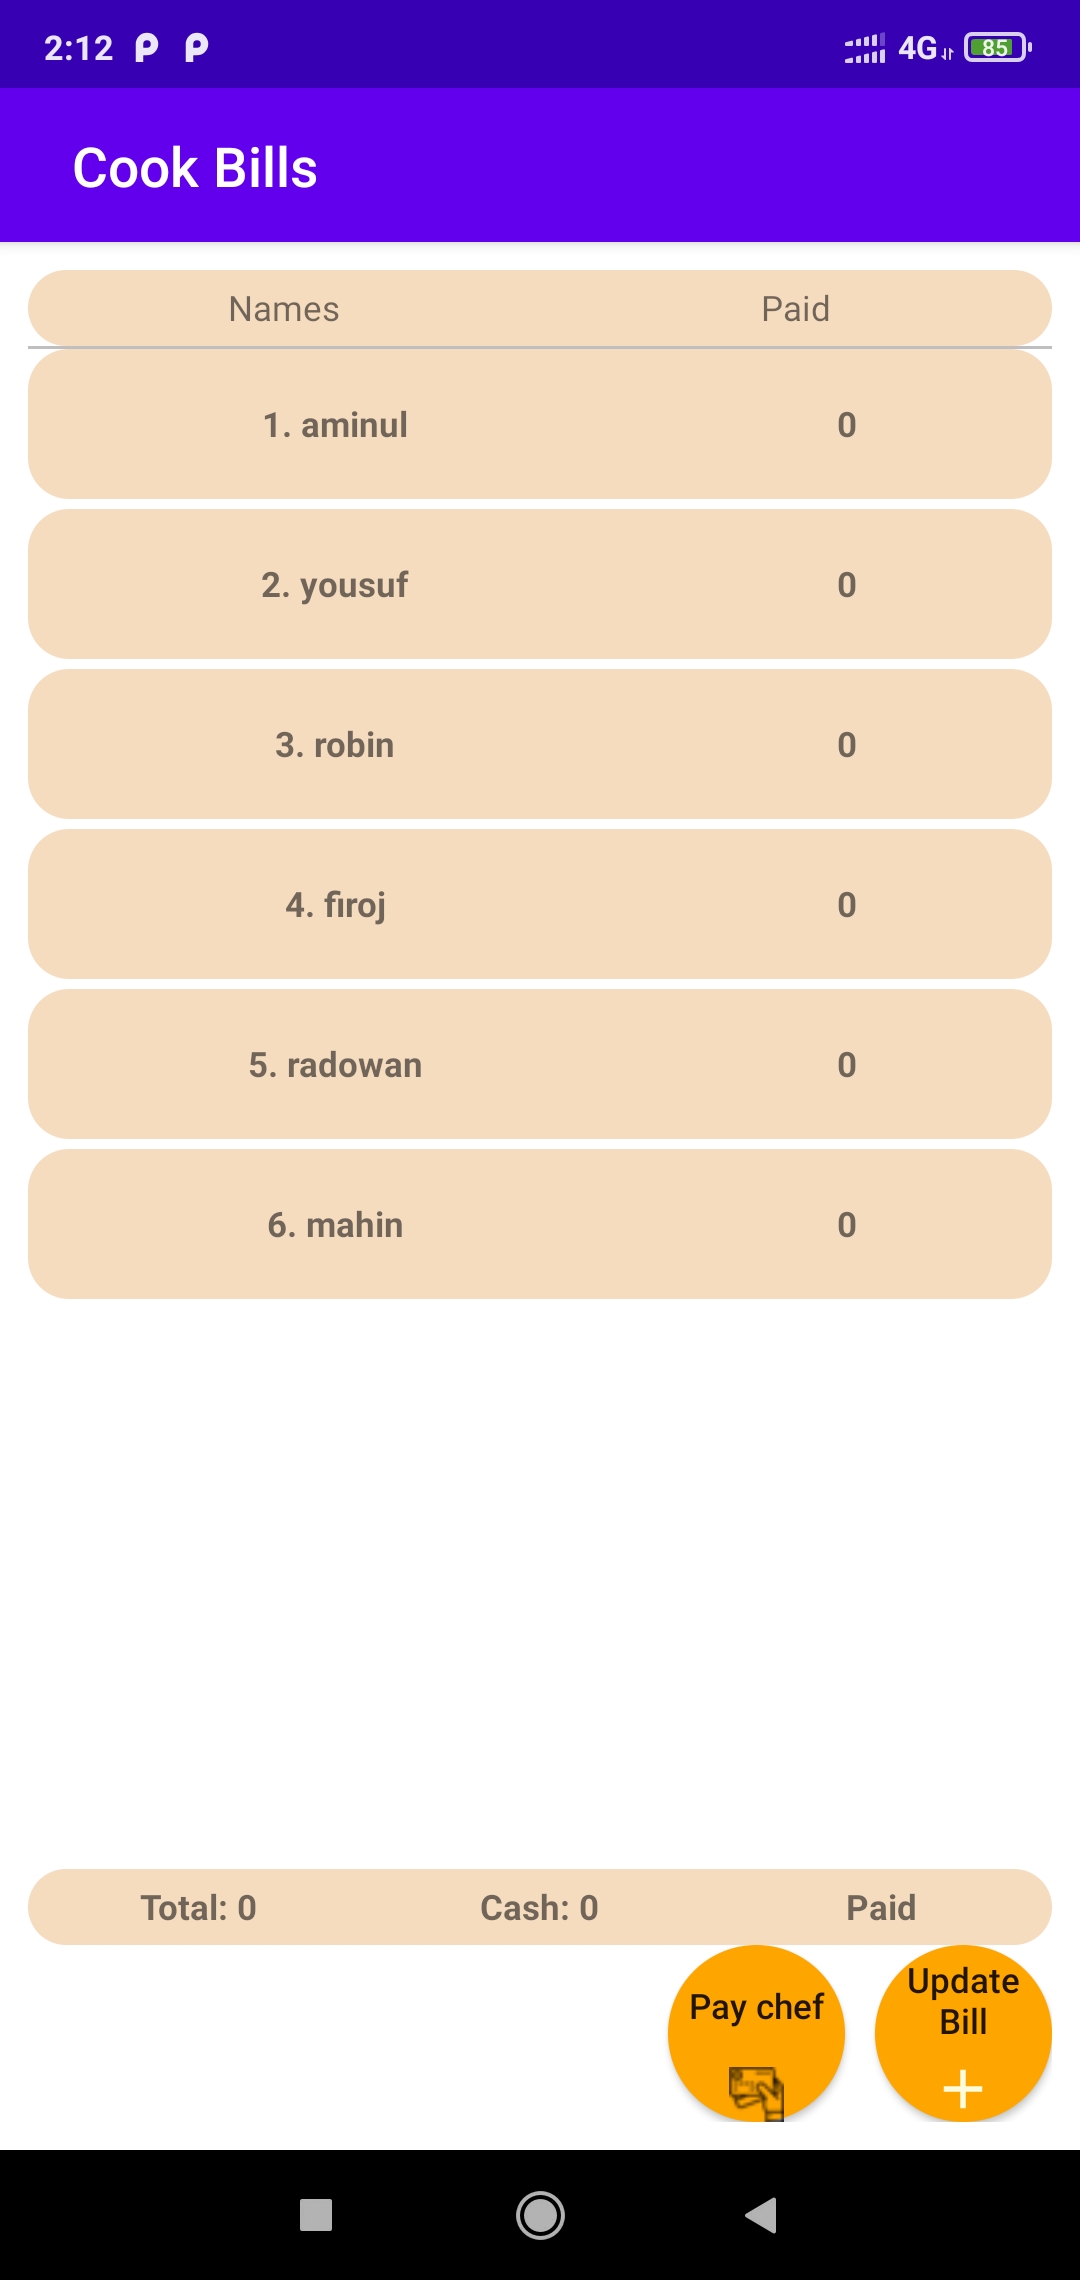 2:12
4G
85
Cook Bills
Names Paid
1. aminul 0
2. yousuf 0
3. robin 0
4. firoj 0
5. radowan 0
6. mahin 0
Total: 0 Cash: 0 Paid
Pay chef
Update
Bill